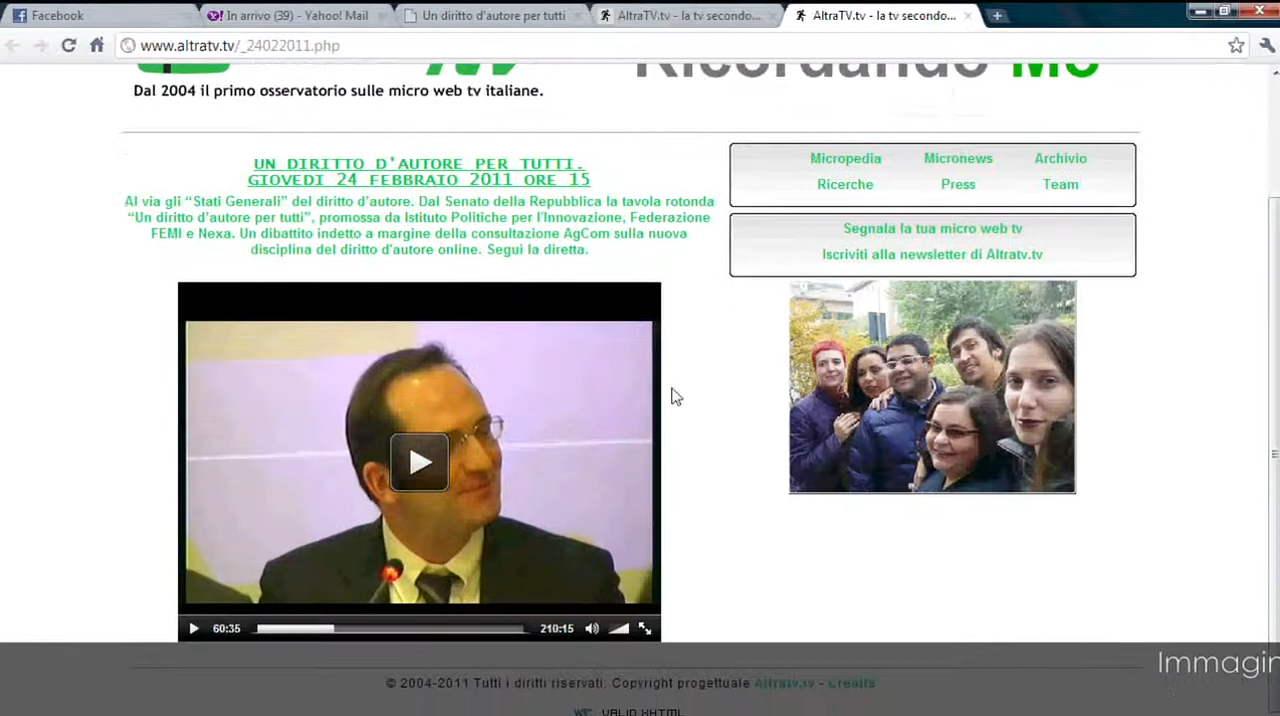 Facebook
In arrivo (39) - Yahoo! Mail
Un diritto d'autore per tutti
AltraTV.tv - la tv secondo...
AltraTV.tv - la tv secondo...
www.altratv.tv/_24022011.php
Ricordando Mo
Dal 2004 il primo osservatorio sulle micro web tv italiane.
UN DIRITTO D'AUTORE PER TUTTI.
GIOVEDI 24 FEBBRAIO 2011 ORE 15
Al via gli “Stati Generali” del diritto d'autore. Dal Senato della Repubblica la tavola rotonda
“Un diritto d'autore per tutti”, promossa da Istituto Politiche per l'Innovazione, Federazione
FEMI e Nexa. Un dibattito indetto a margine della consultazione AgCom sulla nuova
disciplina del diritto d'autore online. Segui la diretta.
Micropedia Micronews Archivio
Ricerche Press Team
Segnala la tua micro web tv
Iscriviti alla newsletter di Altratv.tv
60:35 210:15
Immagin
© 2004-2011 Tutti i diritti riservati. Copyright progettuale Altratv.tv - Credits
W3C VALID XHTML